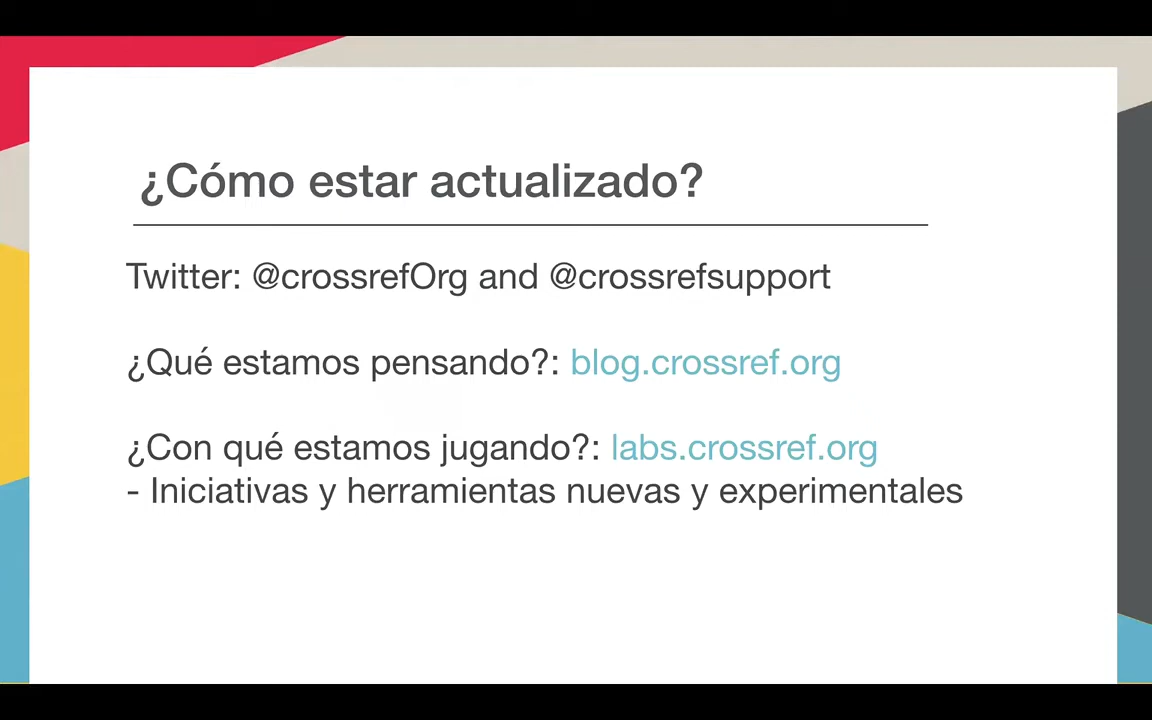 ¿Cómo estar actualizado?
Twitter: @crossrefOrg and @crossrefsupport
¿Qué estamos pensando?: blog.crossref.org
¿Con qué estamos jugando?: labs.crossref.org
- Iniciativas y herramientas nuevas y experimentales